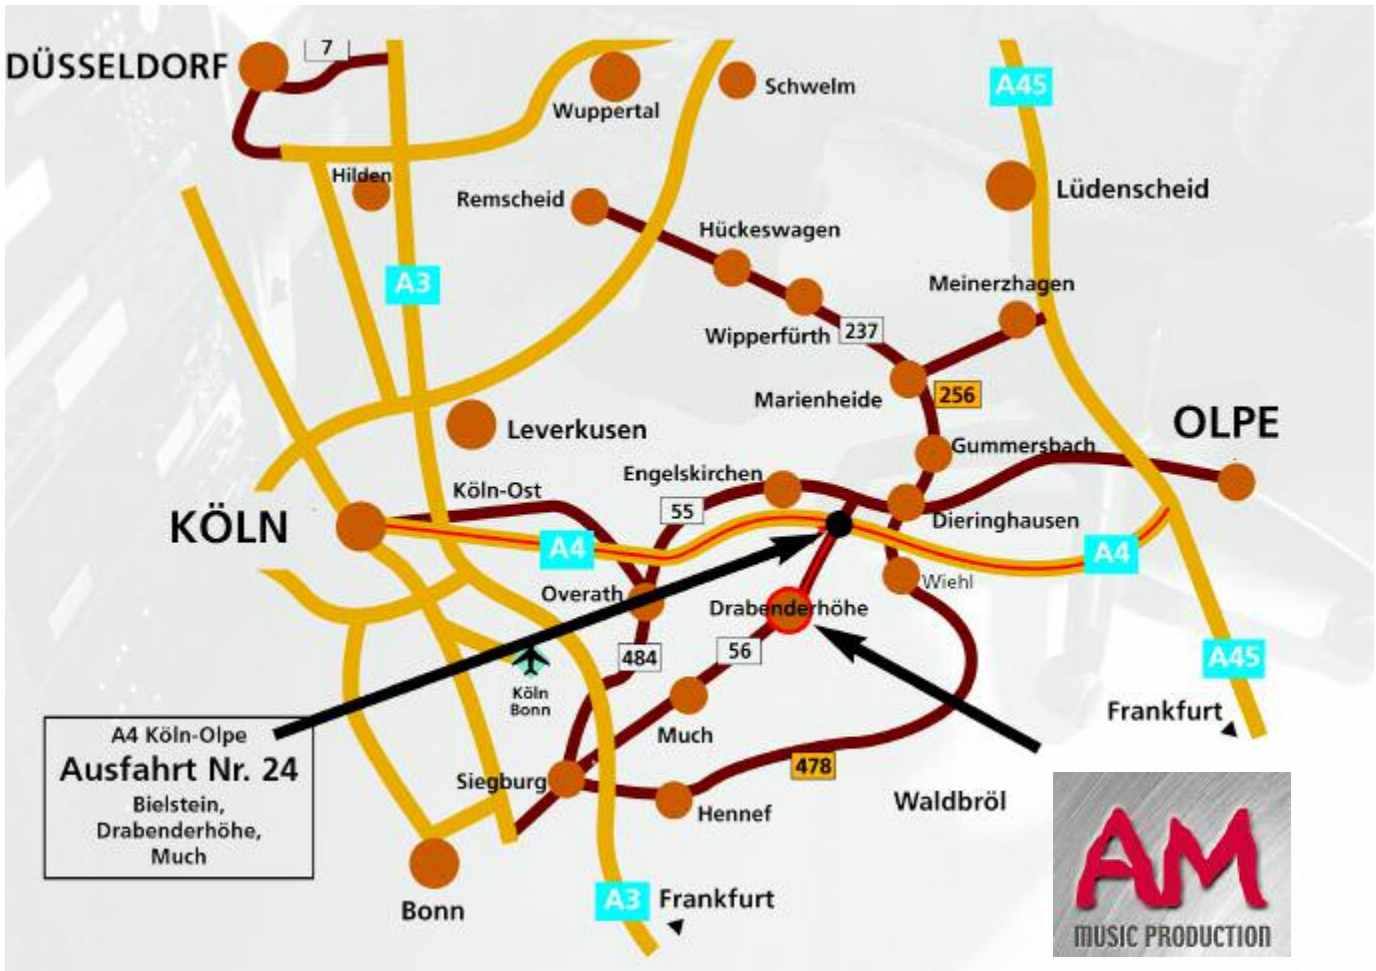 7
DÜSSELDORF
Wuppertal
Schwelm
A45
Hilden
Remscheid
Lüdenscheid
Hückeswagen
A3
Meinerzhagen
Wipperfürth
237
Marienheide
256
Leverkusen
OLPE
Gummersbach
Engelskirchen
Köln-Ost
55
KÖLN
Dieringhausen
A4
A4
Wiehl
Overath
Drabenderhöhe
484
56
A45
Köln
Bonn
Frankfurt
Much
A4 Köln-Olpe
Ausfahrt Nr. 24
Bielstein,
Drabenderhöhe,
Much
478
Siegburg
Hennef
Waldbröl
Bonn
A3
Frankfurt
AM
MUSIC PRODUCTION